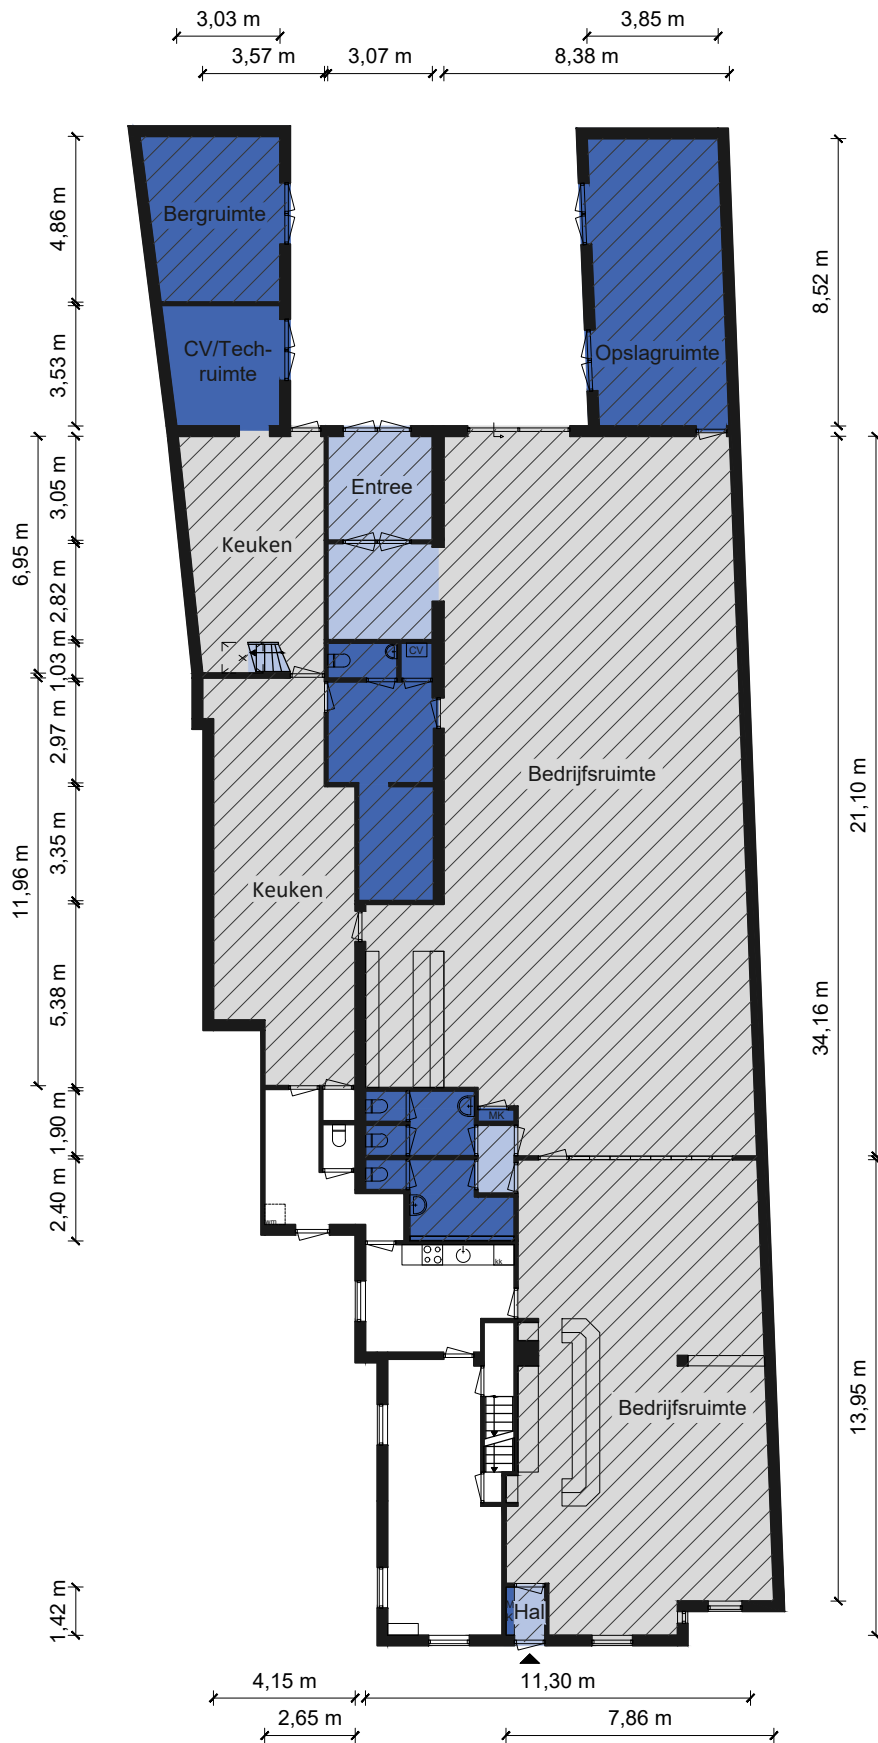 3,03 m
3,85 m
3,57 m
3,07 m
8,38 m
4,86 m
3,53 m
3,05 m
2,82 m
1,03 m
2,97 m
3,35 m
5,38 m
1,90 m
2,40 m
1,42 m
6,95 m
11,96 m
8,52 m
34,16 m
21,10 m
13,95 m
Bergruimte
CV/Tech-
ruimte
Opslagruimte
Entree
Keuken
x
CV
Bedrijfsruimte
Keuken
MK
wm
kk
Bedrijfsruimte
MK
Hal
4,15 m
11,30 m
2,65 m
7,86 m